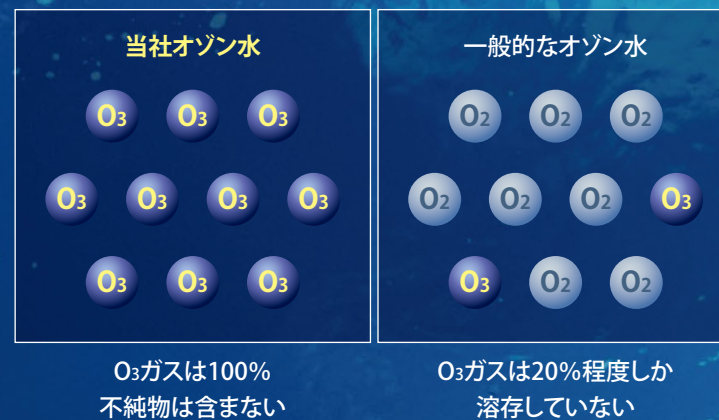 当社オゾン水
O₃ O₃ O₃
O₃ O₃ O₃ O₃
O₃ O₃ O₃
O₃ガスは100%
不純物は含まない
一般的なオゾン水
O₂ O₂ O₂
O₂ O₂ O₂ O₃
O₃ O₂ O₂
O₃ガスは20%程度しか
溶存していない